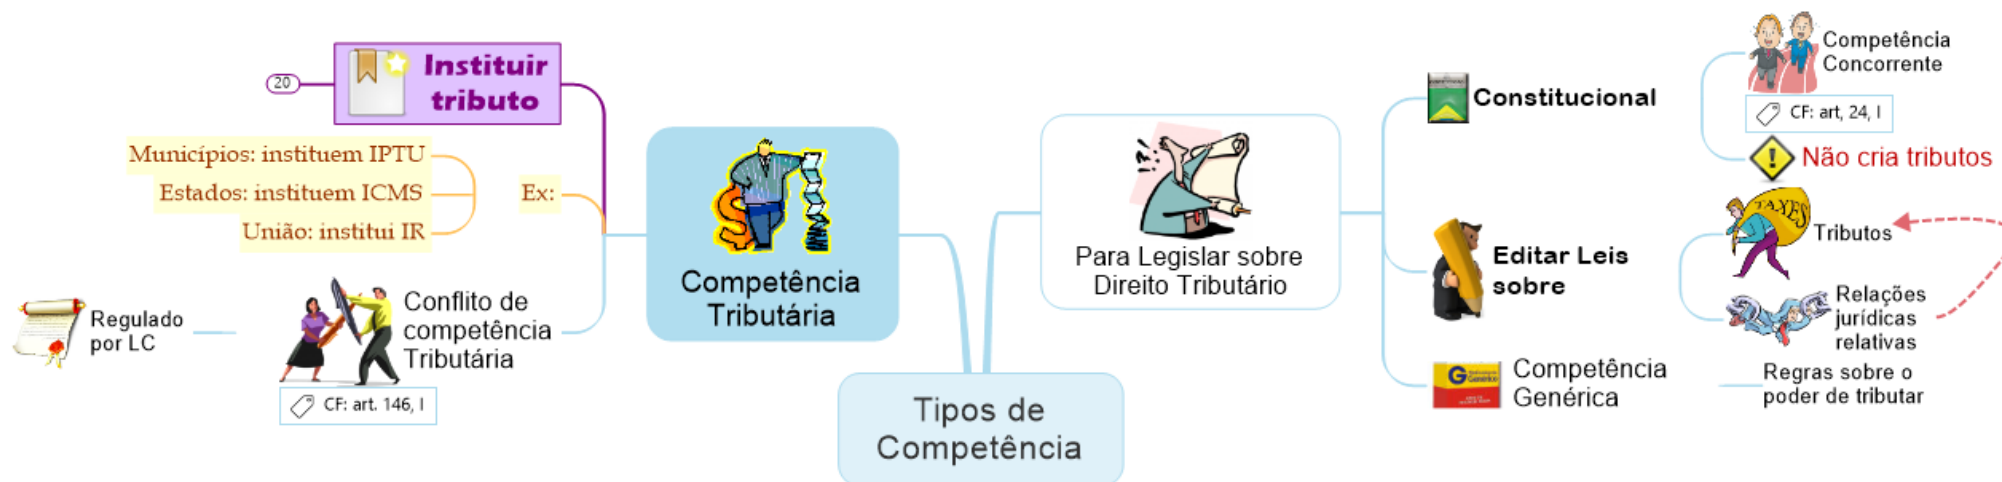 20
Instituir
tributo
Municípios: instituem IPTU
Estados: instituem ICMS
União: institui IR
Ex:
Regulado
por LC
Conflito de
competência
Tributária
CF: art. 146, I
Competência
Tributária
Tipos de
Competência
Para Legislar sobre
Direito Tributário
Constitucional
Competência
Concorrente
CF: art, 24, I
Não cria tributos
Editar Leis
sobre
TAXES
Tributos
Relações
jurídicas
relativas
G
Genérico
Competência
Genérica
Regras sobre o
poder de tributar